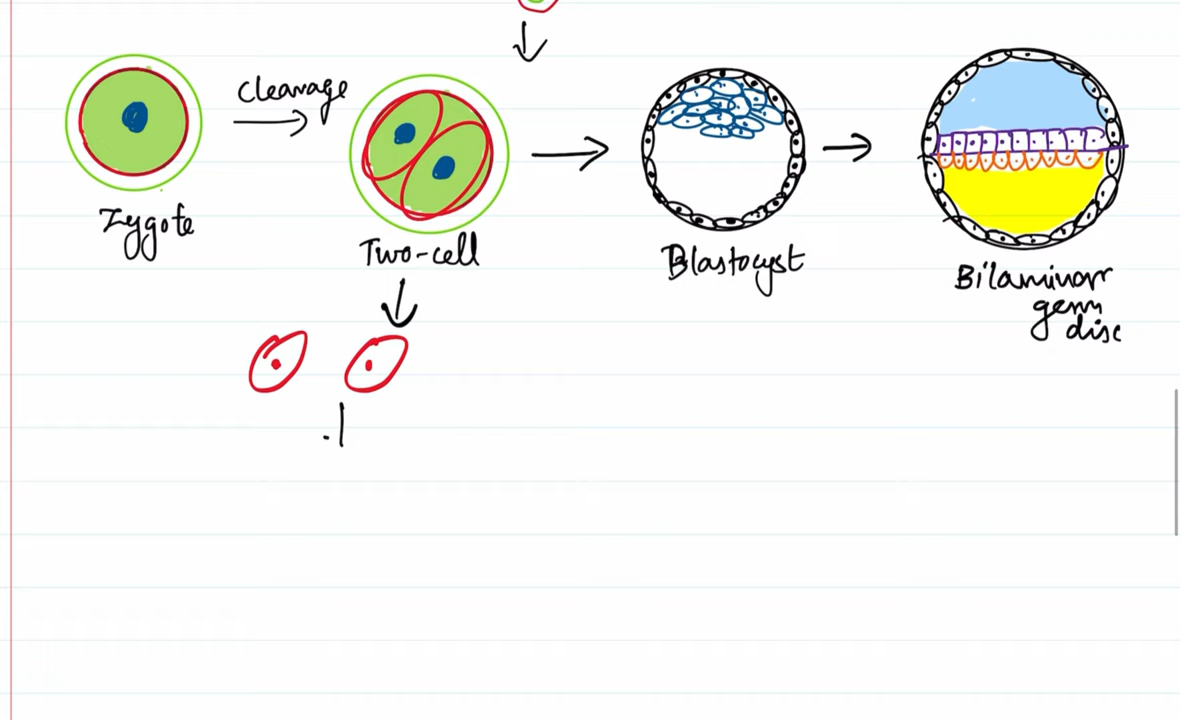 Cleavage
Zygote
Two-cell
Blastocyst
Bilaminar
germ
disc